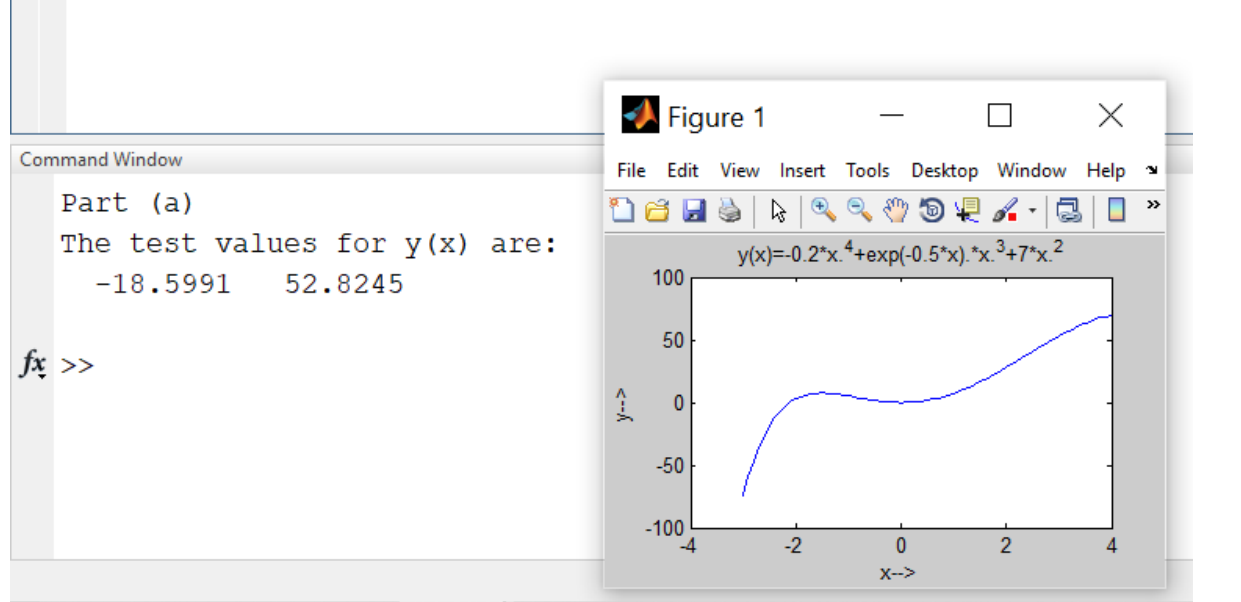 Command Window
Part (a)
The test values for y(x) are:
-18.5991 52.8245
fx >>
Figure 1
File Edit View Insert Tools Desktop Window Help
y(x)=-0.2*x.^4+exp(-0.5*x).*x.^3+7*x.^2
100
50
0
-50
-100
-4 -2 0 2 4
y-->
x-->